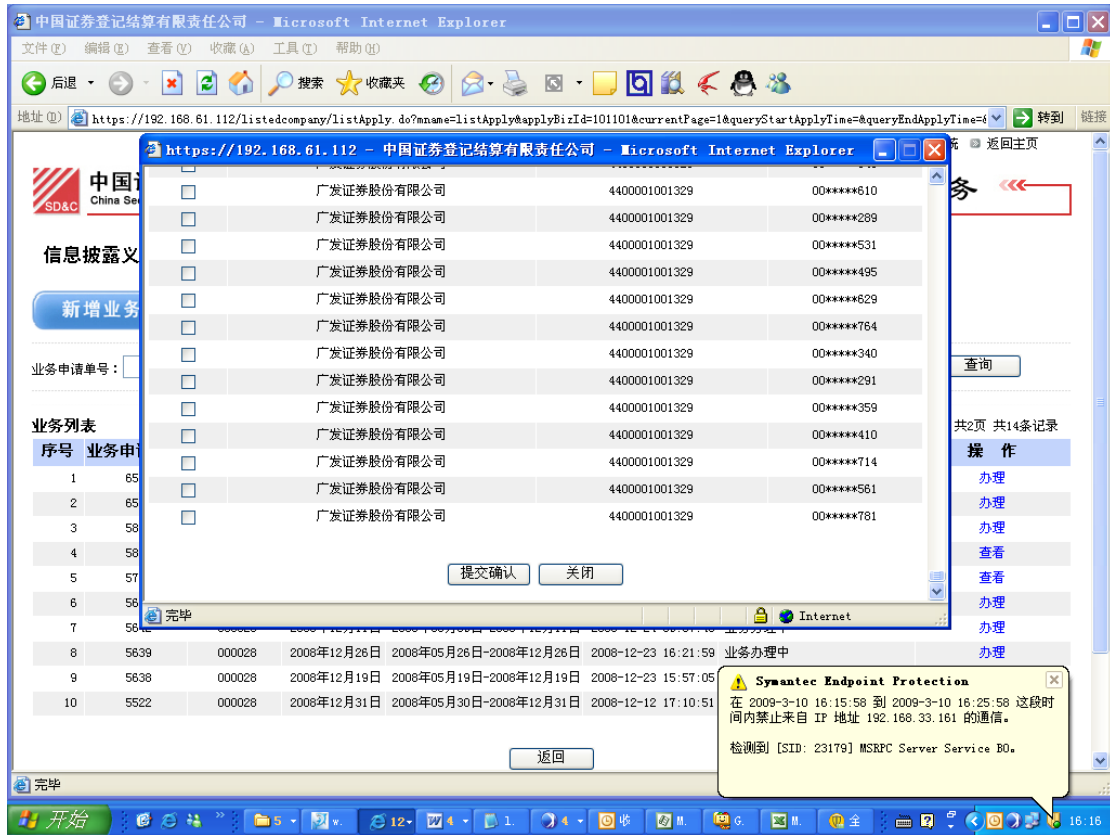 中国证券登记结算有限责任公司 - Microsoft Internet Explorer
文件(F) 编辑(E) 查看(V) 收藏(A) 工具(T) 帮助(H)
后退 搜索 收藏夹
地址(D) https://192.168.61.112/listedcompany/listApply.do?mname=listApply&applyBizId=101101&currentPage=1&queryStartApplyTime=&queryEndApplyTime=& 转到 链接
返回主页
https://192.168.61.112 - 中国证券登记结算有限责任公司 - Microsoft Internet Explorer
SD&C 中国
China Sec
务
信息披露义
新增业务
业务申请单号： 查询
业务列表 共2页 共14条记录
序号 业务申 操 作
广发证券股份有限公司 4400001001329 00*****610
广发证券股份有限公司 4400001001329 00*****289
广发证券股份有限公司 4400001001329 00*****531
广发证券股份有限公司 4400001001329 00*****495
广发证券股份有限公司 4400001001329 00*****629
广发证券股份有限公司 4400001001329 00*****764
广发证券股份有限公司 4400001001329 00*****340
广发证券股份有限公司 4400001001329 00*****291
广发证券股份有限公司 4400001001329 00*****359
广发证券股份有限公司 4400001001329 00*****410
广发证券股份有限公司 4400001001329 00*****714
广发证券股份有限公司 4400001001329 00*****561
广发证券股份有限公司 4400001001329 00*****781
提交确认 关闭
完毕 Internet
1 65 办理
2 65 办理
3 58 办理
4 58 查看
5 57 查看
6 56 办理
7 办理
8 5639 000028 2008年12月26日 2008年05月26日-2008年12月26日 2008-12-23 16:21:59 业务办理中 办理
9 5638 000028 2008年12月19日 2008年05月19日-2008年12月19日 2008-12-23 15:57:05
10 5522 000028 2008年12月31日 2008年05月30日-2008年12月31日 2008-12-12 17:10:51
返回
Symantec Endpoint Protection
在 2009-3-10 16:15:58 到 2009-3-10 16:25:58 这段时
间内禁止来自 IP 地址 192.168.33.161 的通信。
检测到 [SID: 23179] MSRPC Server Service BO。
完毕
开始 5 w. 12 4 1. 4 M. G. M. 全 16:16